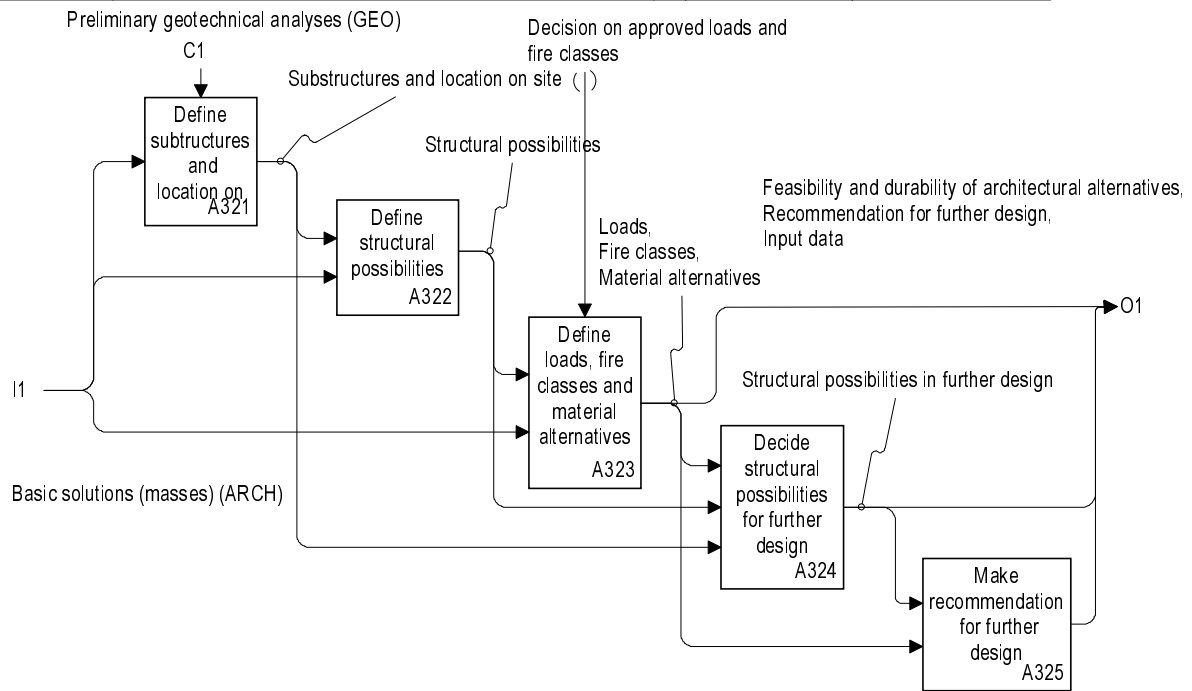 Preliminary geotechnical analyses (GEO)
C1
Decision on approved loads and
fire classes
Substructures and location on site ( )
Define
subtructures
and
location on
A321
Structural possibilities
Define
structural
possibilities
A322
Feasibility and durability of architectural alternatives,
Recommendation for further design,
Input data
Loads,
Fire classes,
Material alternatives
O1
Define
loads, fire
classes and
material
alternatives
A323
I1
Structural possibilities in further design
Decide
structural
possibilities
for further
design
A324
Basic solutions (masses) (ARCH)
Make
recommendation
for further
design
A325